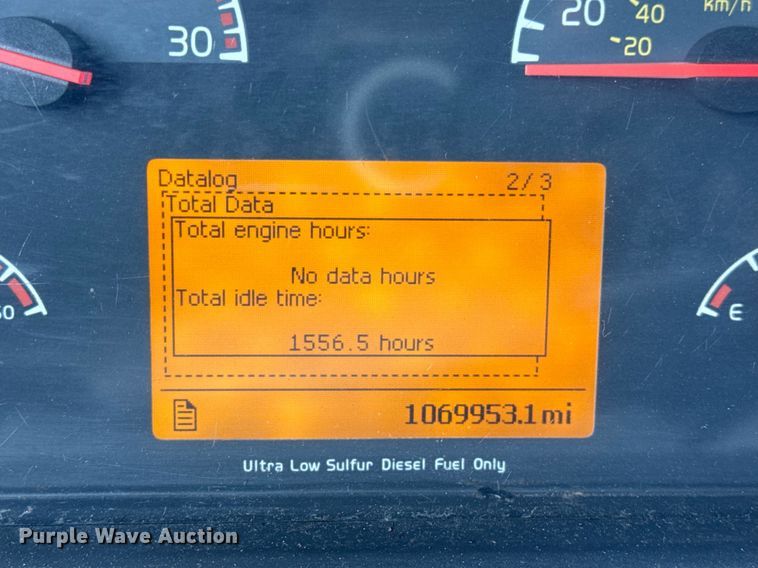 30
20
40
20
km/h
Datalog 2/3
Total Data
Total engine hours:
No data hours
Total idle time:
1556.5 hours
50
E
1069953.1 mi
Ultra Low Sulfur Diesel Fuel Only
Purple Wave Auction